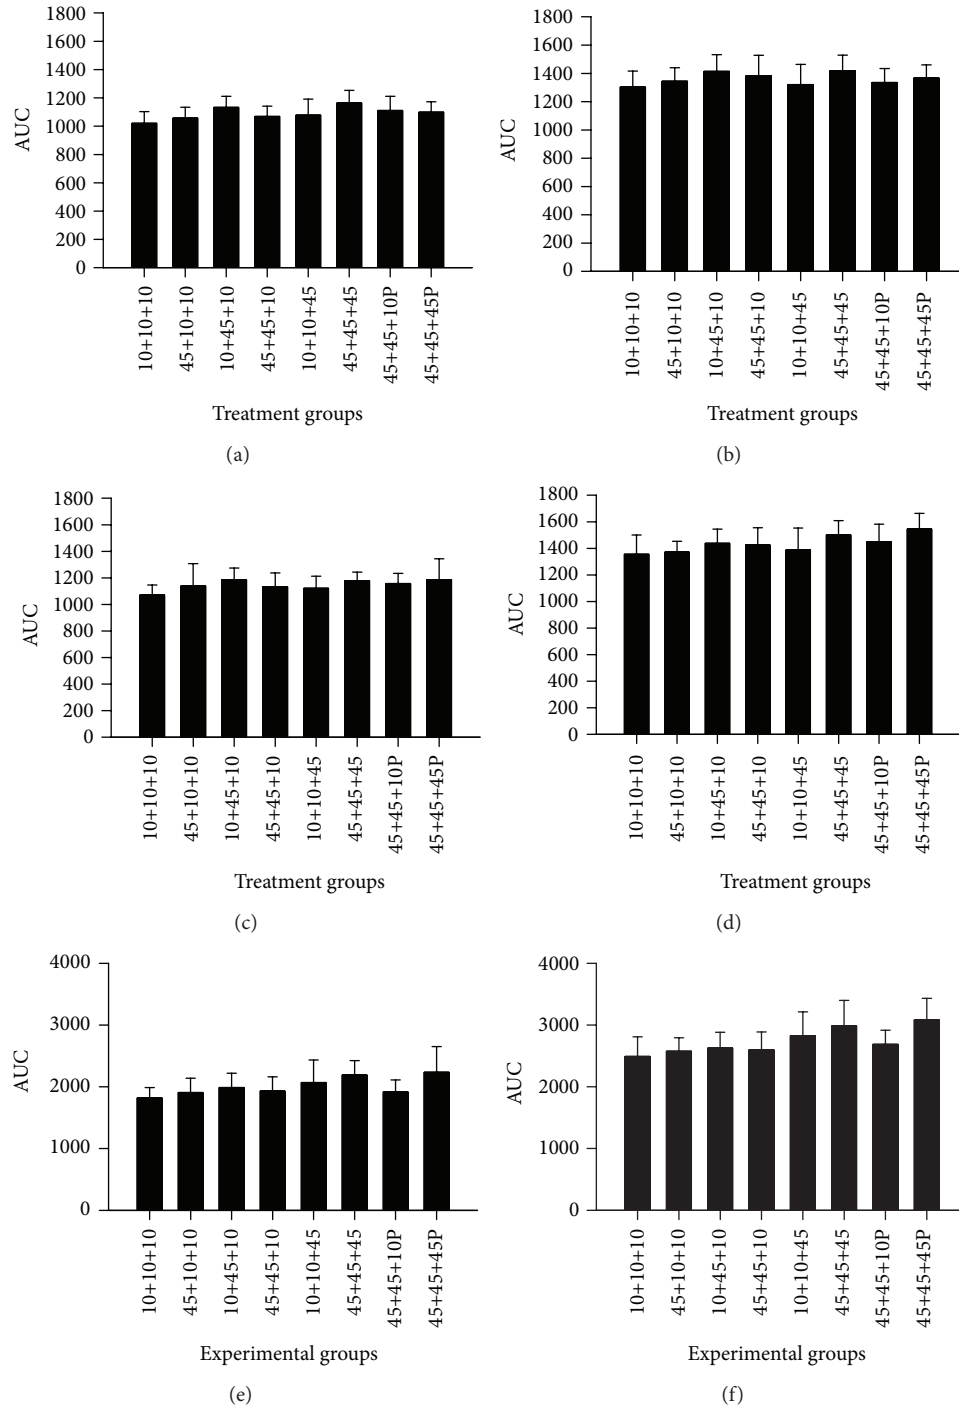 1800
1600
1400
1200
1000
800
600
400
200
0
AUC
10+10+10
45+10+10
10+45+10
45+45+10
10+10+45
45+45+45
45+45+10P
45+45+45P
Treatment groups
(a)
1800
1600
1400
1200
1000
800
600
400
200
0
AUC
10+10+10
45+10+10
10+45+10
45+45+10
10+10+45
45+45+45
45+45+10P
45+45+45P
Treatment groups
(b)
1800
1600
1400
1200
1000
800
600
400
200
0
AUC
10+10+10
45+10+10
10+45+10
45+45+10
10+10+45
45+45+45
45+45+10P
45+45+45P
Treatment groups
(c)
1800
1600
1400
1200
1000
800
600
400
200
0
AUC
10+10+10
45+10+10
10+45+10
45+45+10
10+10+45
45+45+45
45+45+10P
45+45+45P
Treatment groups
(d)
4000
3000
2000
1000
0
AUC
10+10+10
45+10+10
10+45+10
45+45+10
10+10+45
45+45+45
45+45+10P
45+45+45P
Experimental groups
(e)
4000
3000
2000
1000
0
AUC
10+10+10
45+10+10
10+45+10
45+45+10
10+10+45
45+45+45
45+45+10P
45+45+45P
Experimental groups
(f)